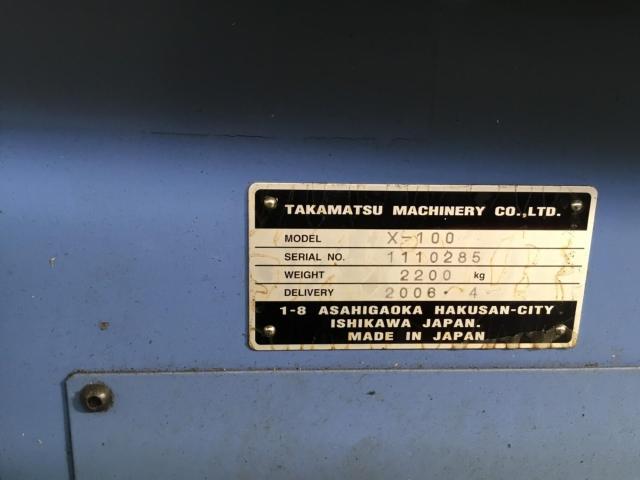 TAKAMATSU MACHINERY CO.,LTD.
MODEL X-100
SERIAL NO. 1110285
WEIGHT 2200 kg
DELIVERY 2006・4
1-8 ASAHIGAOKA HAKUSAN-CITY
ISHIKAWA JAPAN.
MADE IN JAPAN